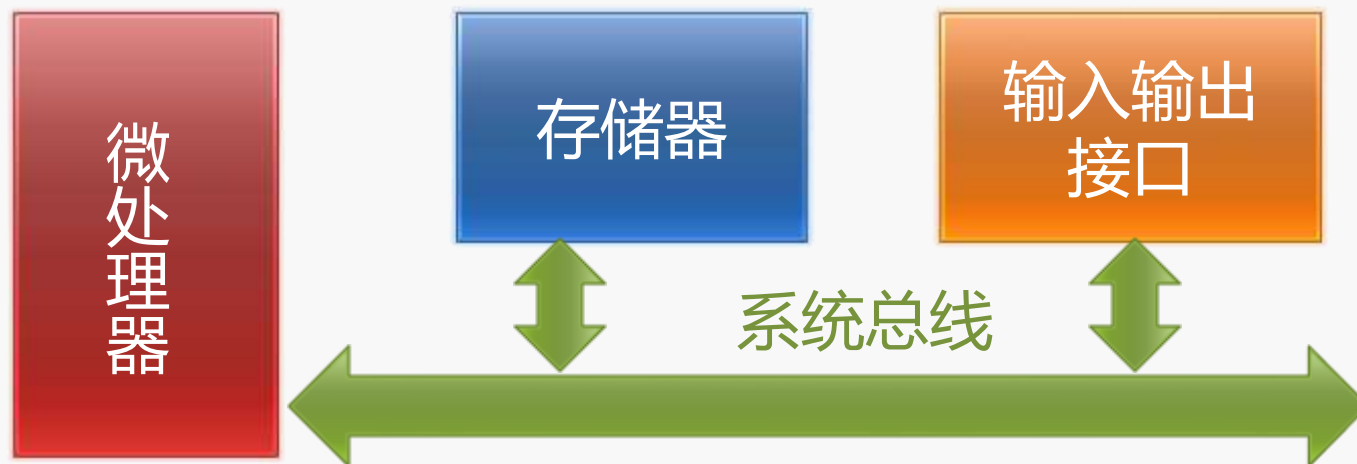 微处理器
存储器
输入输出
接口
系统总线